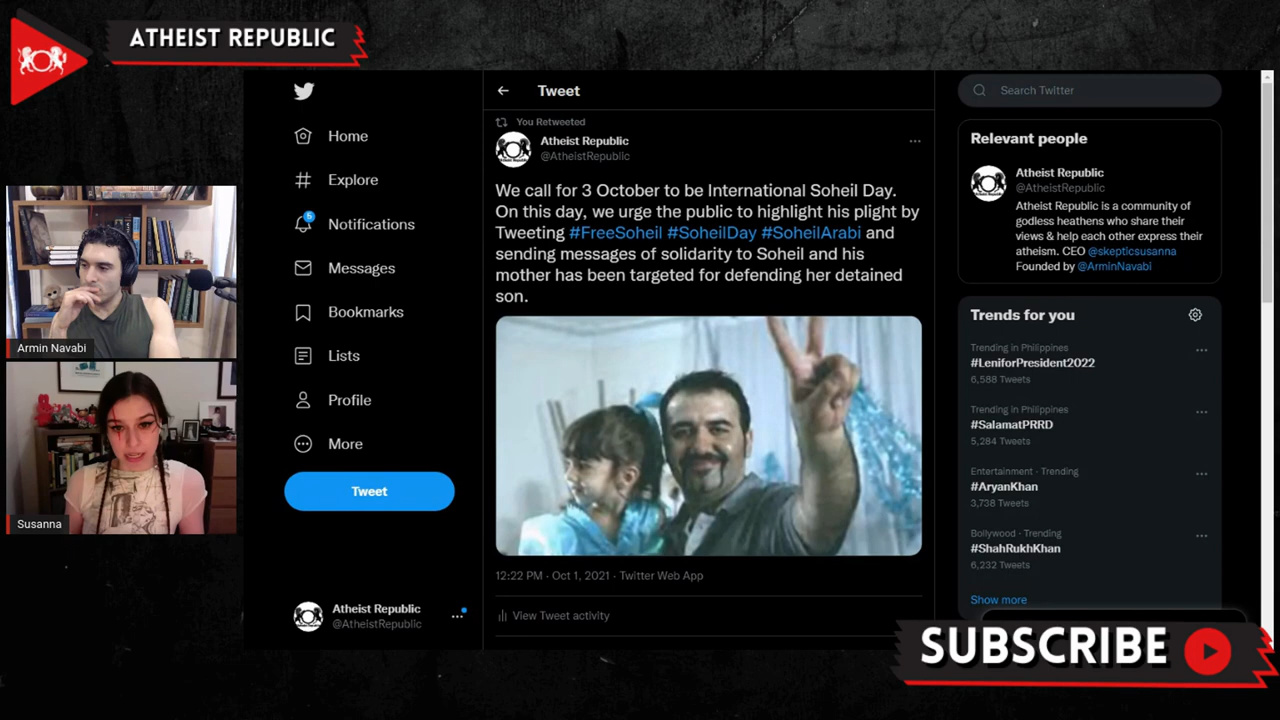 ATHEIST REPUBLIC
Armin Navabi
Susanna
Home
Explore
5
Notifications
Messages
Bookmarks
Lists
Profile
More
Tweet
Atheist Republic
@AtheistRepublic
Tweet
You Retweeted
Atheist Republic
@AtheistRepublic
We call for 3 October to be International Soheil Day.
On this day, we urge the public to highlight his plight by
Tweeting #FreeSoheil #SoheilDay #SoheilArabi and
sending messages of solidarity to Soheil and his
mother has been targeted for defending her detained
son.
12:22 PM · Oct 1, 2021 · Twitter Web App
View Tweet activity
Search Twitter
Relevant people
Atheist Republic
@AtheistRepublic
Atheist Republic is a community of
godless heathens who share their
views & help each other express their
atheism. CEO @skepticsusanna
Founded by @ArminNavabi
Trends for you
Trending in Philippines
#LeniforPresident2022
6,588 Tweets
Trending in Philippines
#SalamatPRRD
5,284 Tweets
Entertainment · Trending
#AryanKhan
3,738 Tweets
Bollywood · Trending
#ShahRukhKhan
6,232 Tweets
Show more
SUBSCRIBE